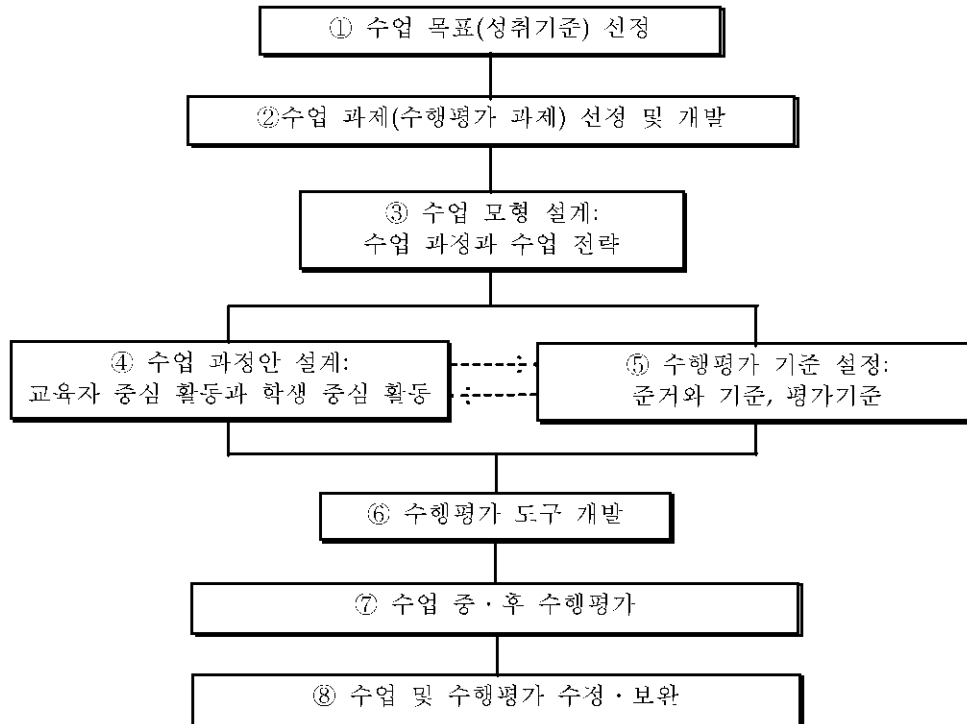 ① 수업 목표(성취기준) 선정
②수업 과제(수행평가 과제) 선정 및 개발
③ 수업 모형 설계:
수업 과정과 수업 전략
④ 수업 과정안 설계:
교육자 중심 활동과 학생 중심 활동
⑤ 수행평가 기준 설정:
준거와 기준, 평가기준
⑥ 수행평가 도구 개발
⑦ 수업 중·후 수행평가
⑧ 수업 및 수행평가 수정·보완